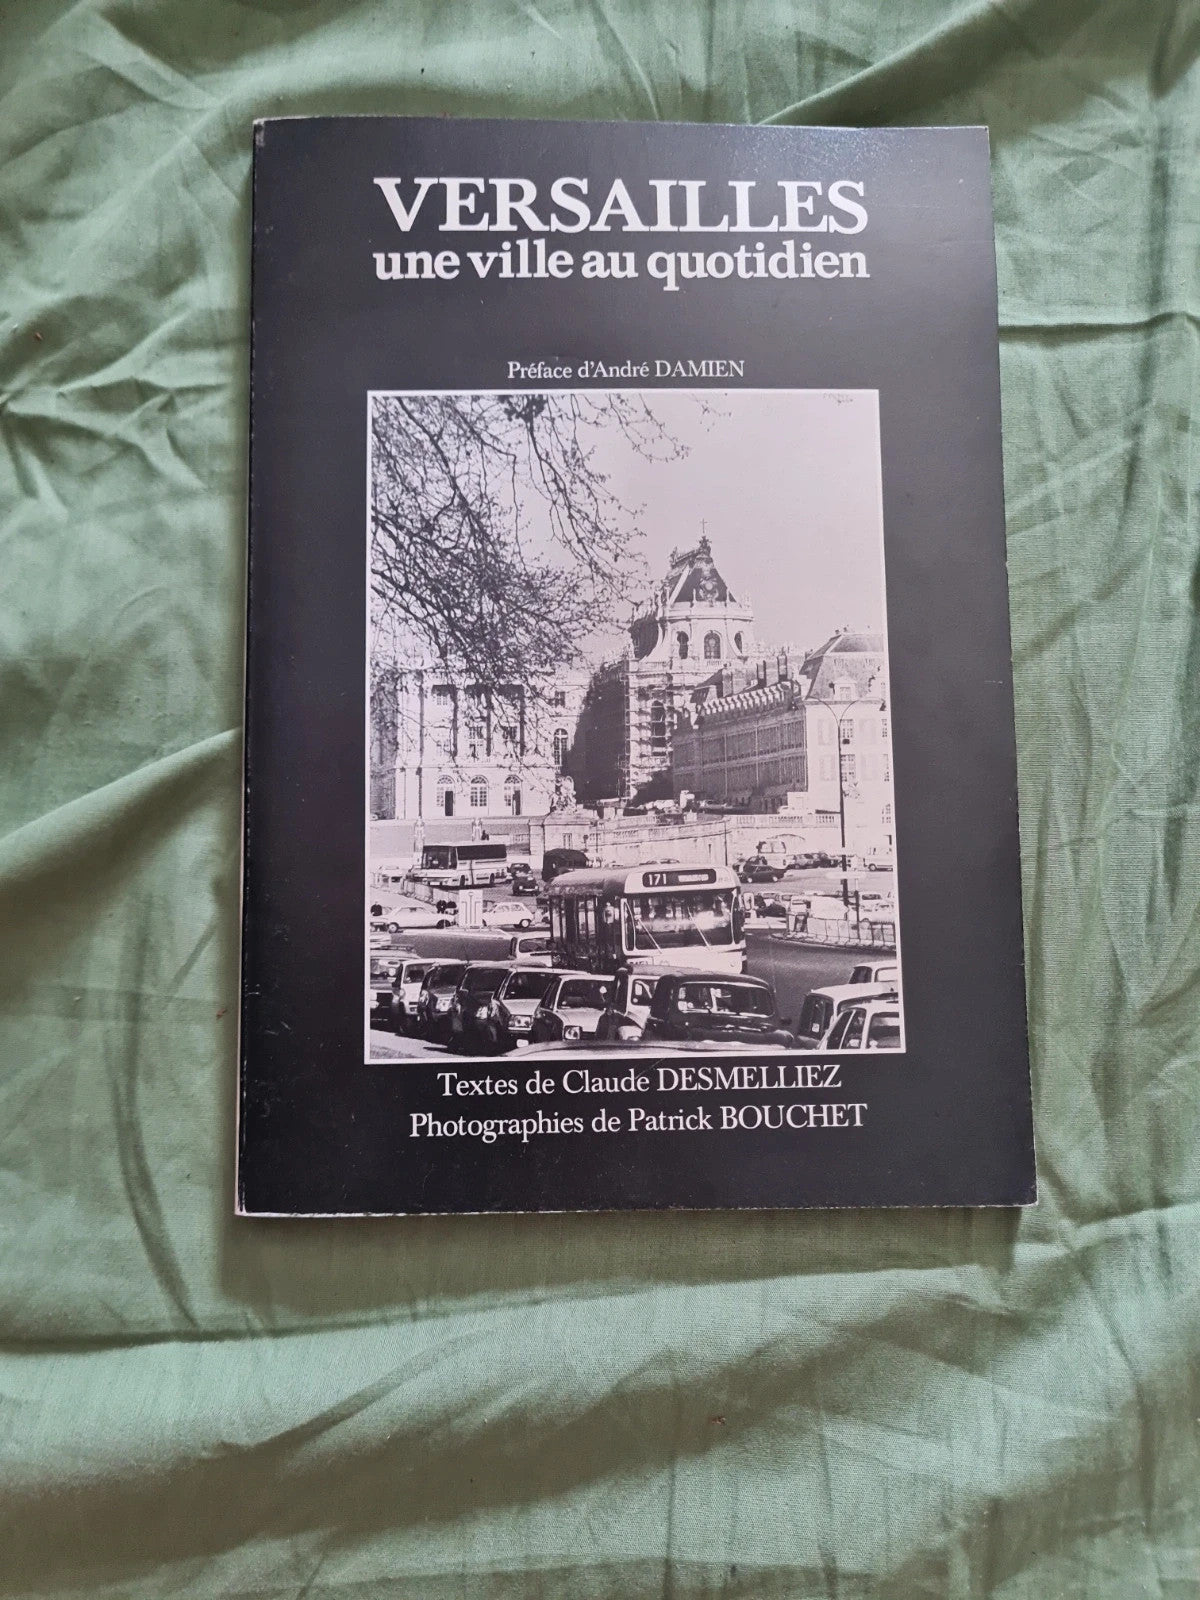 VERSAILLES
une ville au quotidien
Préface d'André DAMIEN
171
Textes de Claude DESMELLIEZ
Photographies de Patrick BOUCHET